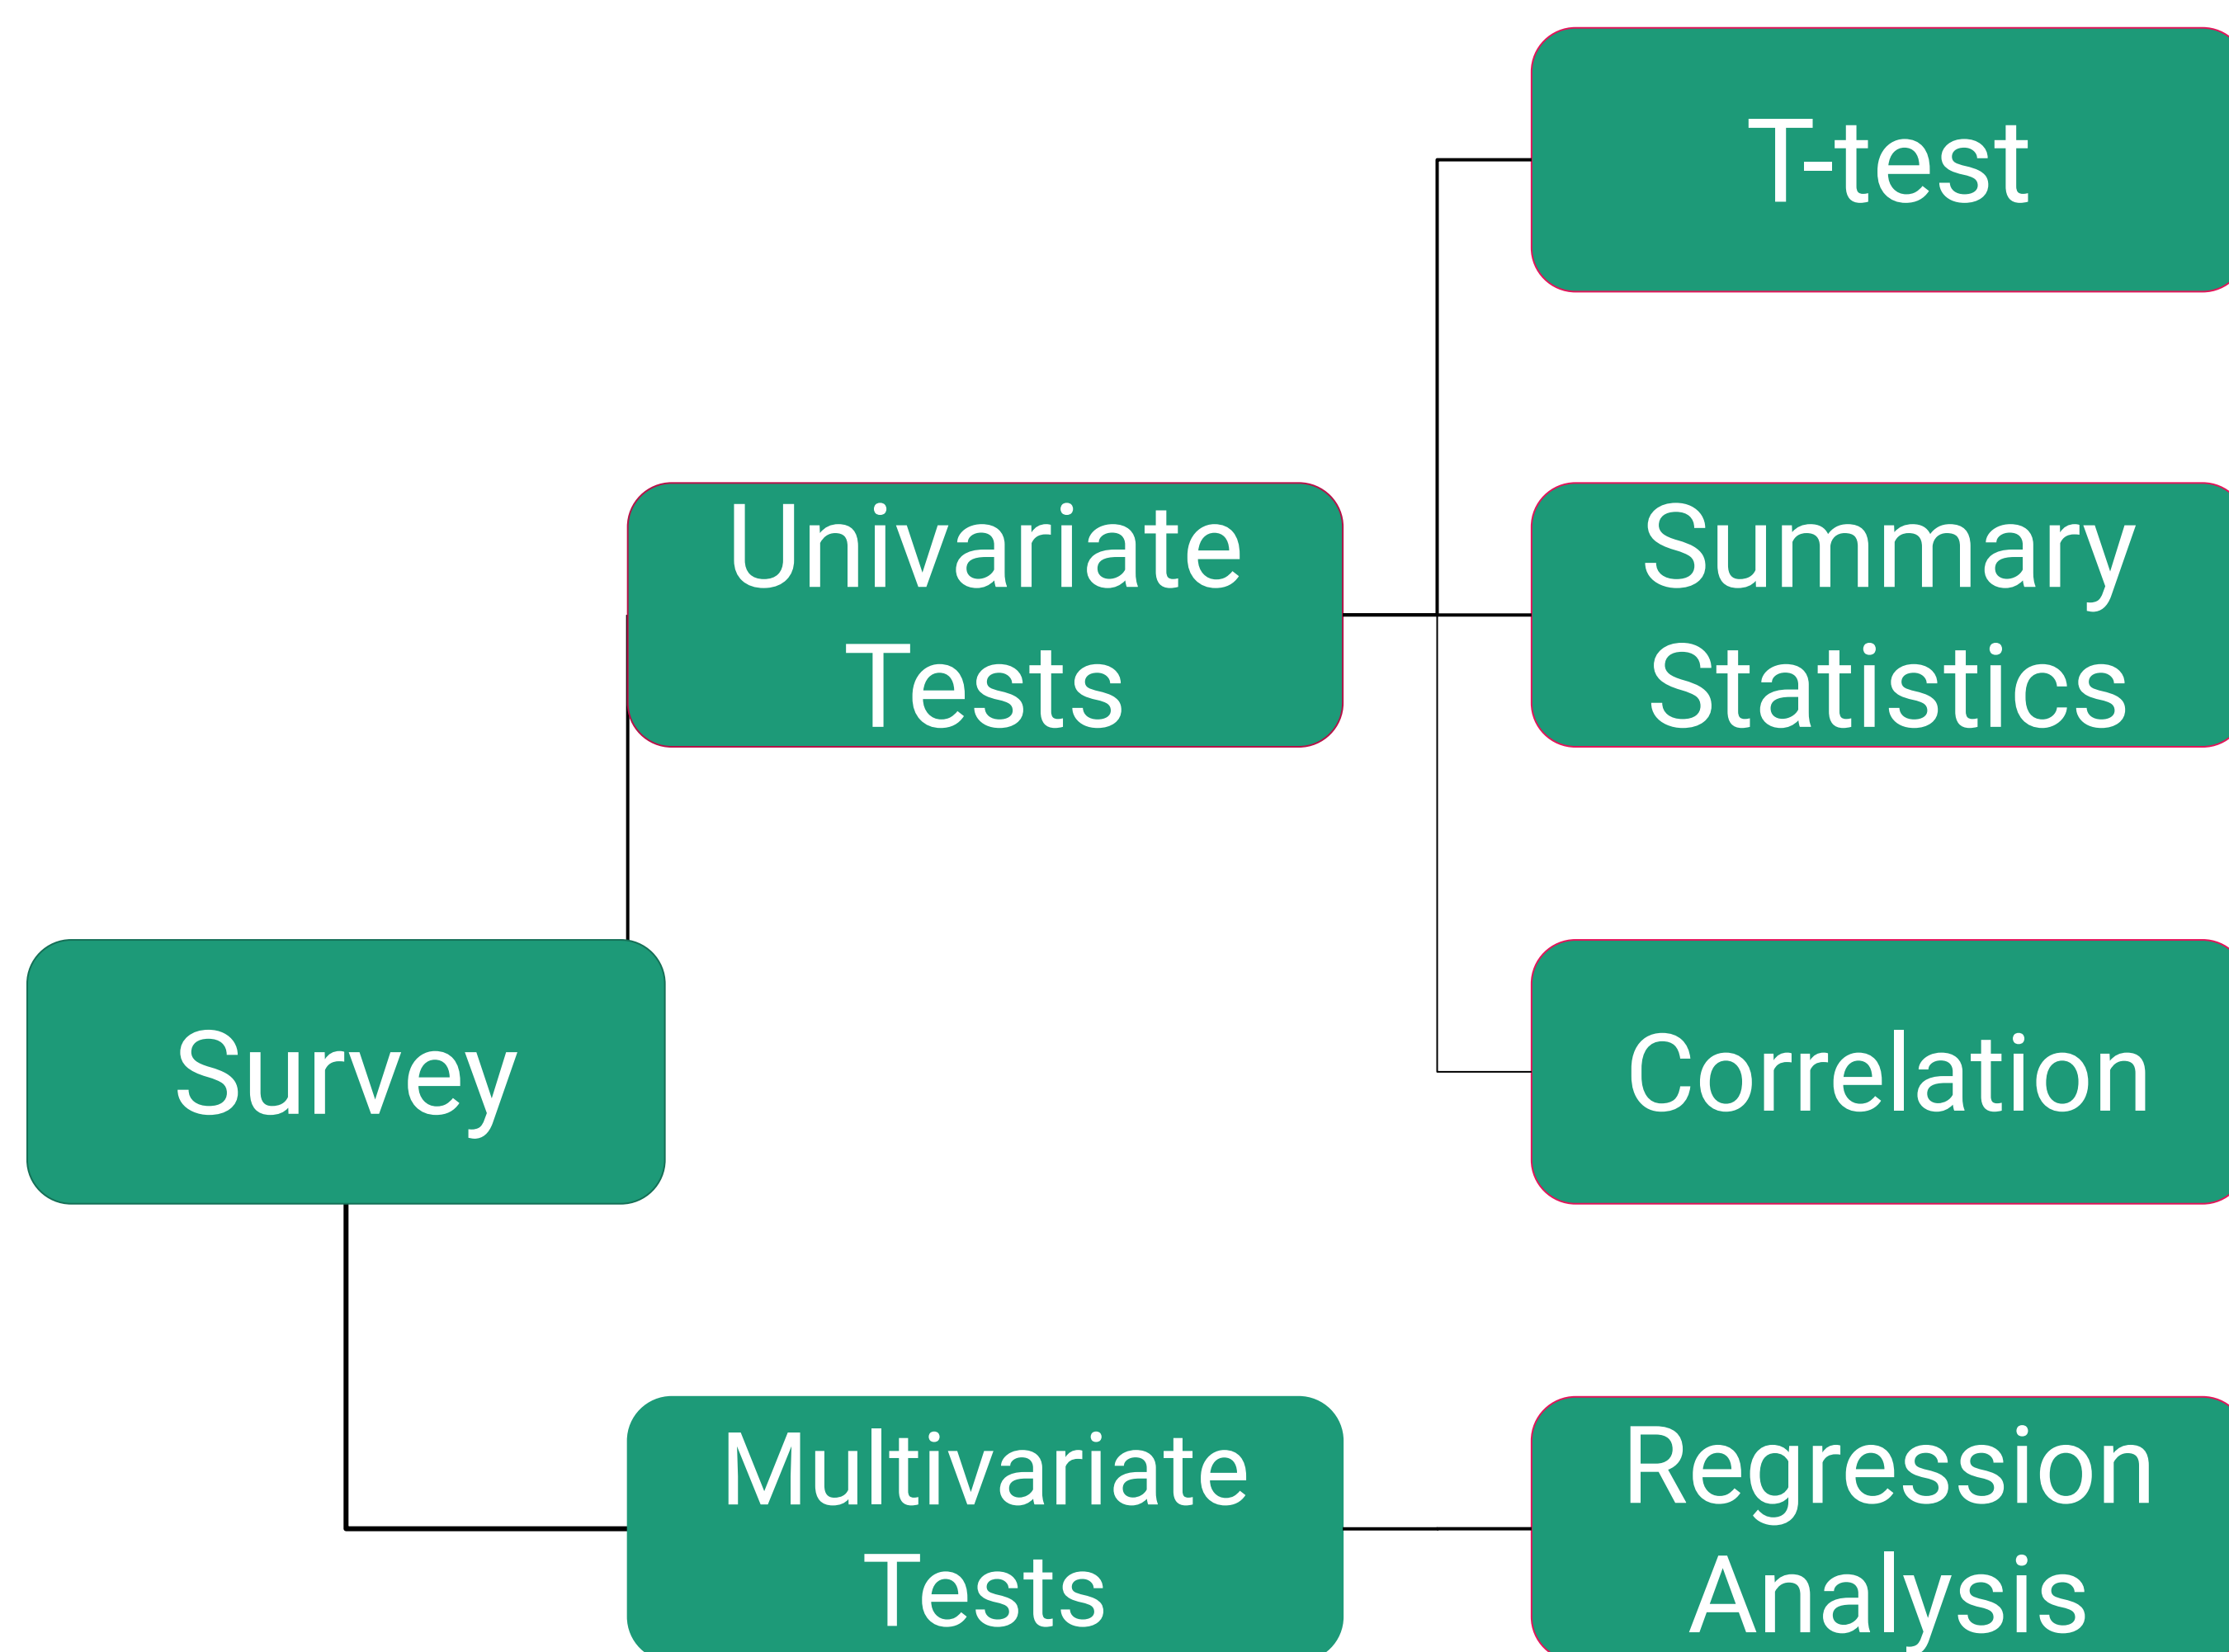 T-test
Univariate
Tests
Summary
Statistics
Survey
Correlation
Multivariate
Tests
Regression
Analysis